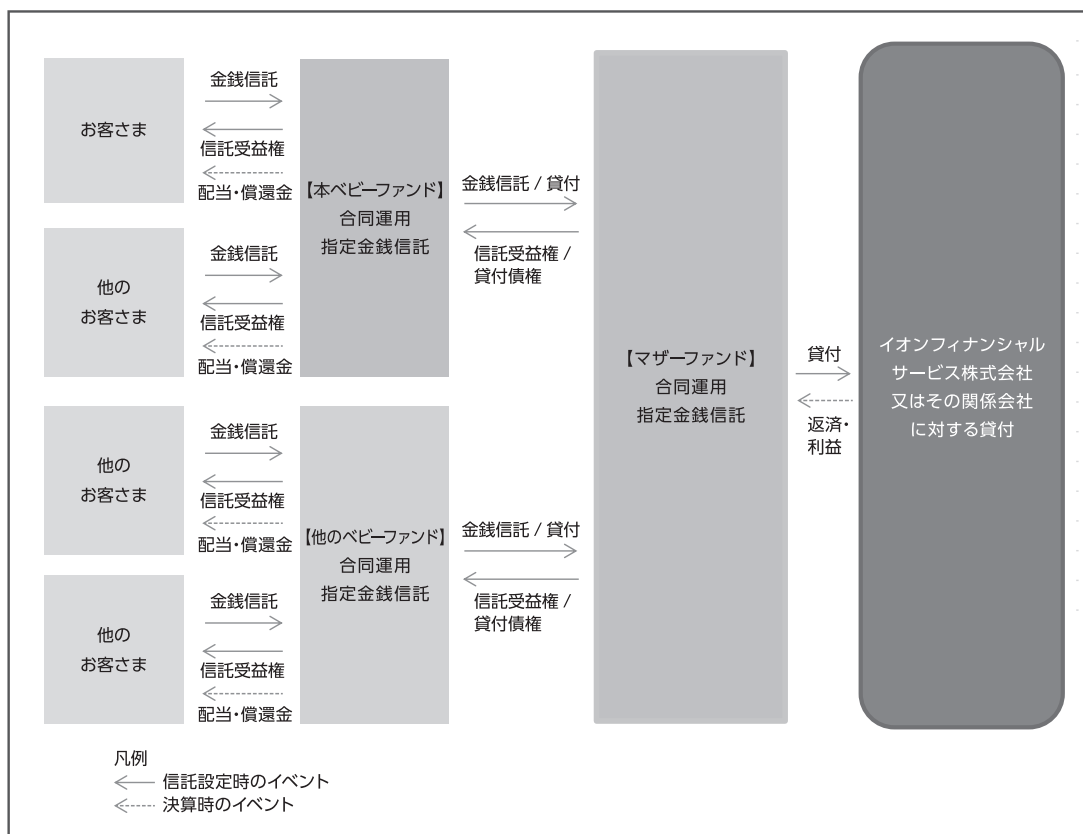 お客さま
金銭信託
信託受益権
配当・償還金
他の
お客さま
金銭信託
信託受益権
配当・償還金
【本ベビーファンド】
合同運用
指定金銭信託
金銭信託 / 貸付
信託受益権 /
貸付債権
他の
お客さま
金銭信託
信託受益権
配当・償還金
他の
お客さま
金銭信託
信託受益権
配当・償還金
【他のベビーファンド】
合同運用
指定金銭信託
金銭信託 / 貸付
信託受益権 /
貸付債権
【マザーファンド】
合同運用
指定金銭信託
貸付
返済・
利益
イオンフィナンシャル
サービス株式会社
又はその関係会社
に対する貸付
凡例
信託設定時のイベント
決算時のイベント